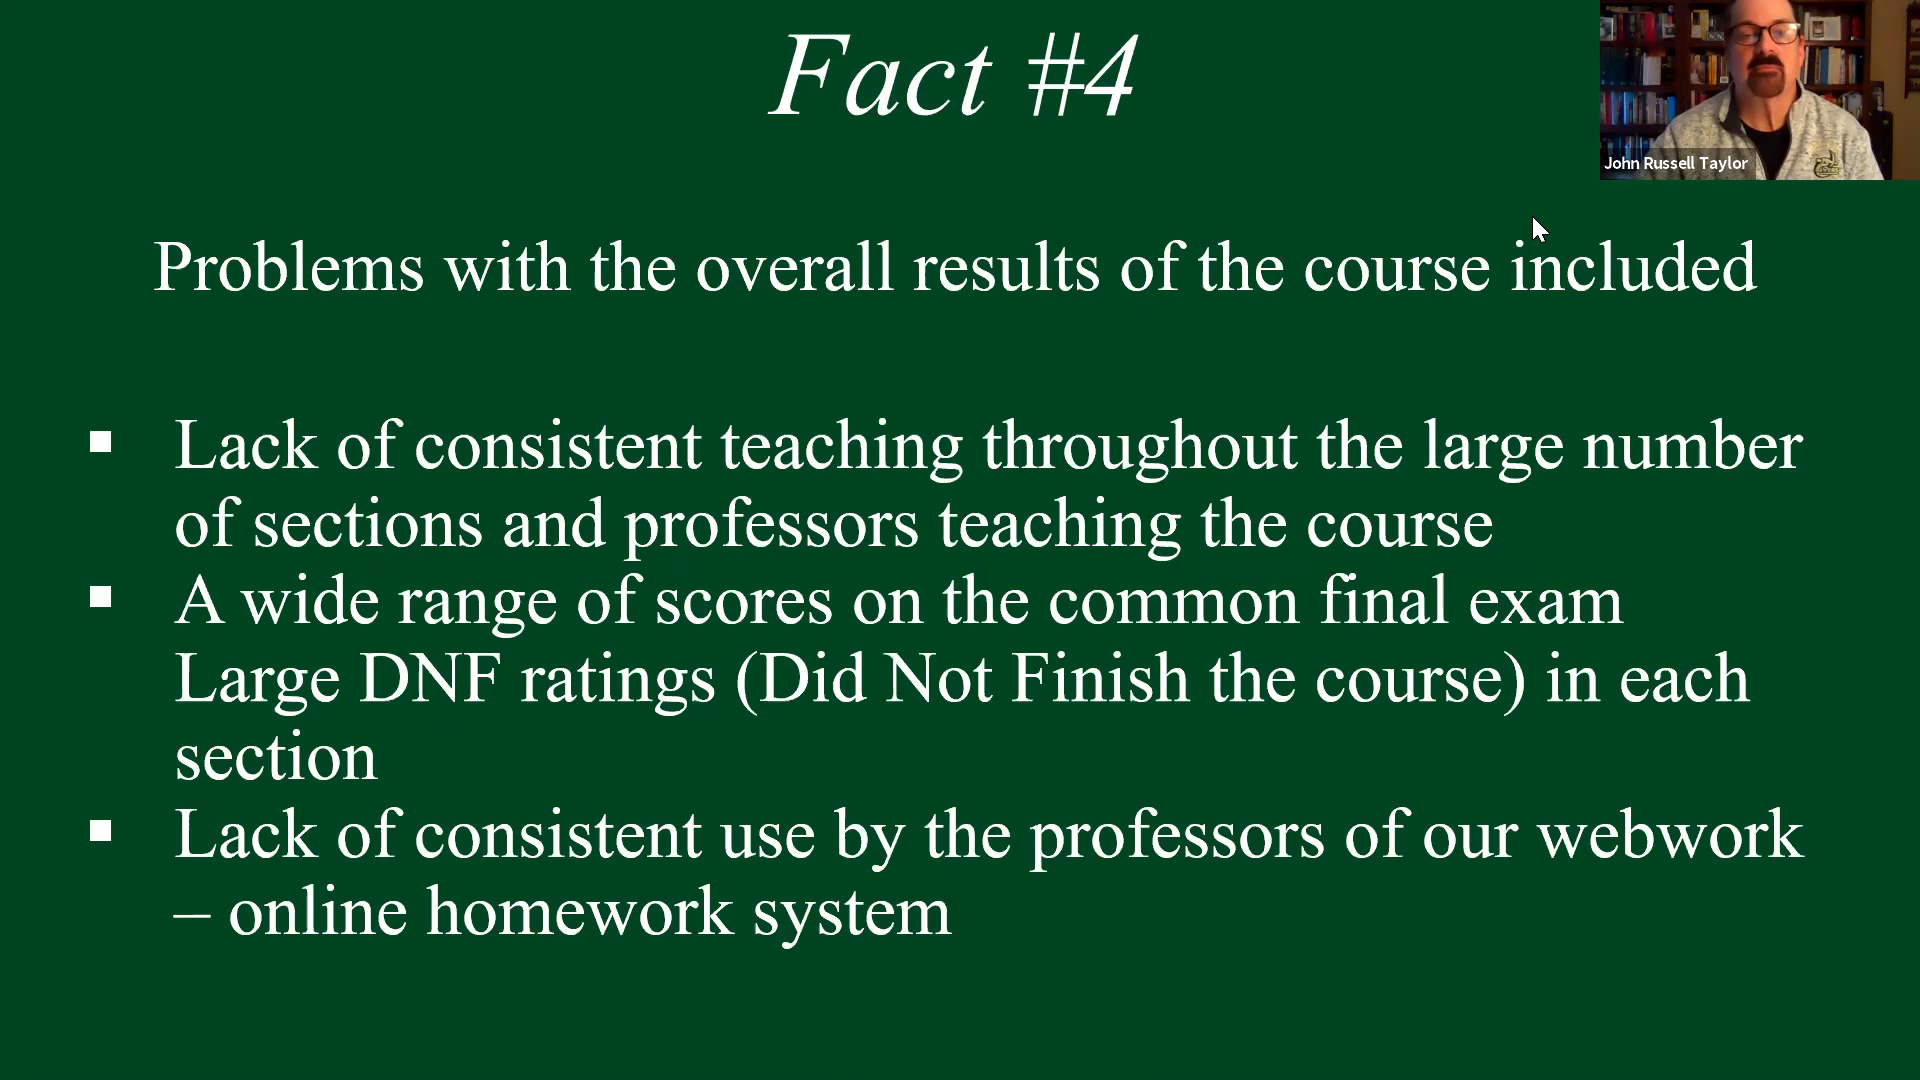 Fact #4
John Russell Taylor
Problems with the overall results of the course included
▪ Lack of consistent teaching throughout the large number
of sections and professors teaching the course
▪ A wide range of scores on the common final exam
Large DNF ratings (Did Not Finish the course) in each
section
▪ Lack of consistent use by the professors of our webwork
– online homework system